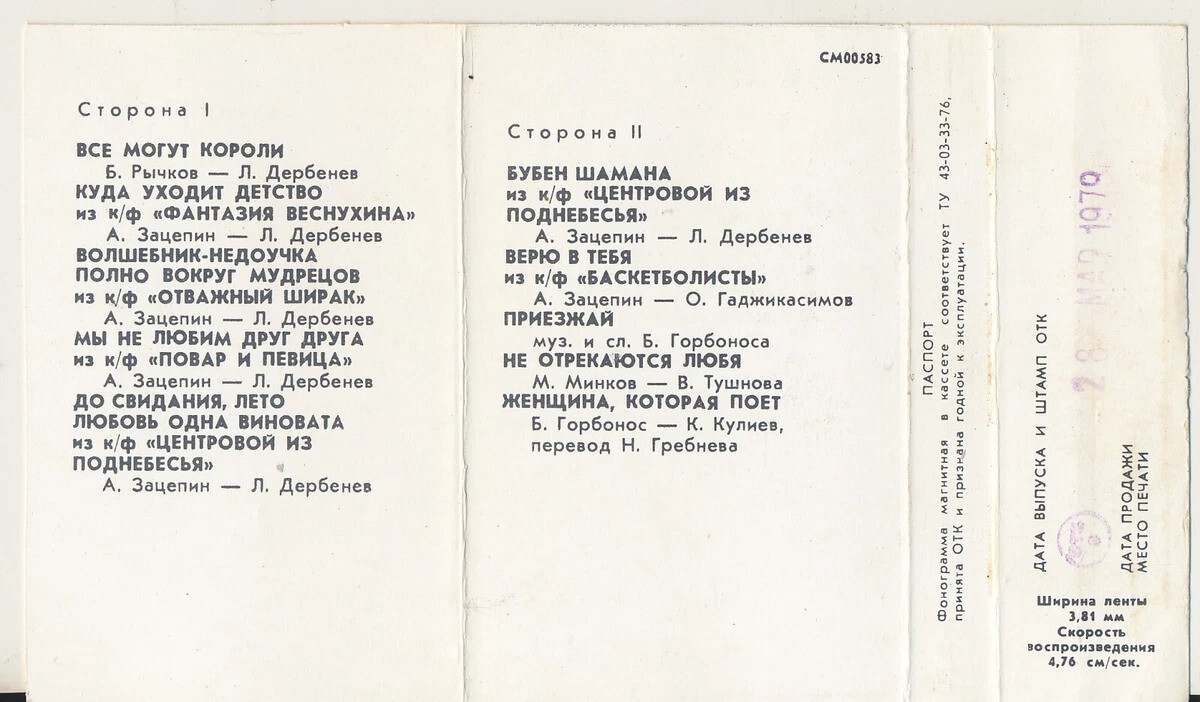 Сторона I
ВСЕ МОГУТ КОРОЛИ
Б. Рычков — Л. Дербенев
КУДА УХОДИТ ДЕТСТВО
из к/ф «ФАНТАЗИЯ ВЕСНУХИНА»
А. Зацепин — Л. Дербенев
ВОЛШЕБНИК-НЕДОУЧКА
ПОЛНО ВОКРУГ МУДРЕЦОВ
из к/ф «ОТВАЖНЫЙ ШИРАК»
А. Зацепин — Л. Дербенев
МЫ НЕ ЛЮБИМ ДРУГ ДРУГА
из к/ф «ПОВАР И ПЕВИЦА»
А. Зацепин — Л. Дербенев
ДО СВИДАНИЯ, ЛЕТО
ЛЮБОВЬ ОДНА ВИНОВАТА
из к/ф «ЦЕНТРОВОЙ ИЗ
ПОДНЕБЕСЬЯ»
А. Зацепин — Л. Дербенев
СМ00583
Сторона II
БУБЕН ШАМАНА
из к/ф «ЦЕНТРОВОЙ ИЗ
ПОДНЕБЕСЬЯ»
А. Зацепин — Л. Дербенев
ВЕРЮ В ТЕБЯ
из к/ф «БАСКЕТБОЛИСТЫ»
А. Зацепин — О. Гаджикасимов
ПРИЕЗЖАЙ
муз. и сл. Б. Горбоноса
НЕ ОТРЕКАЮТСЯ ЛЮБЯ
М. Минков — В. Тушнова
ЖЕНЩИНА, КОТОРАЯ ПОЕТ
Б. Горбонос — К. Кулиев,
перевод Н. Гребнева
ПАСПОРТ
Фонограмма магнитная в кассете соответствует ТУ 43-03-33-76,
принята ОТК и признана годной к эксплуатации.
ДАТА ВЫПУСКА И ШТАМП ОТК
28 МАР 1979
ДАТА ПРОДАЖИ
МЕСТО ПЕЧАТИ
Ширина ленты
3,81 мм
Скорость
воспроизведения
4,76 см/сек.